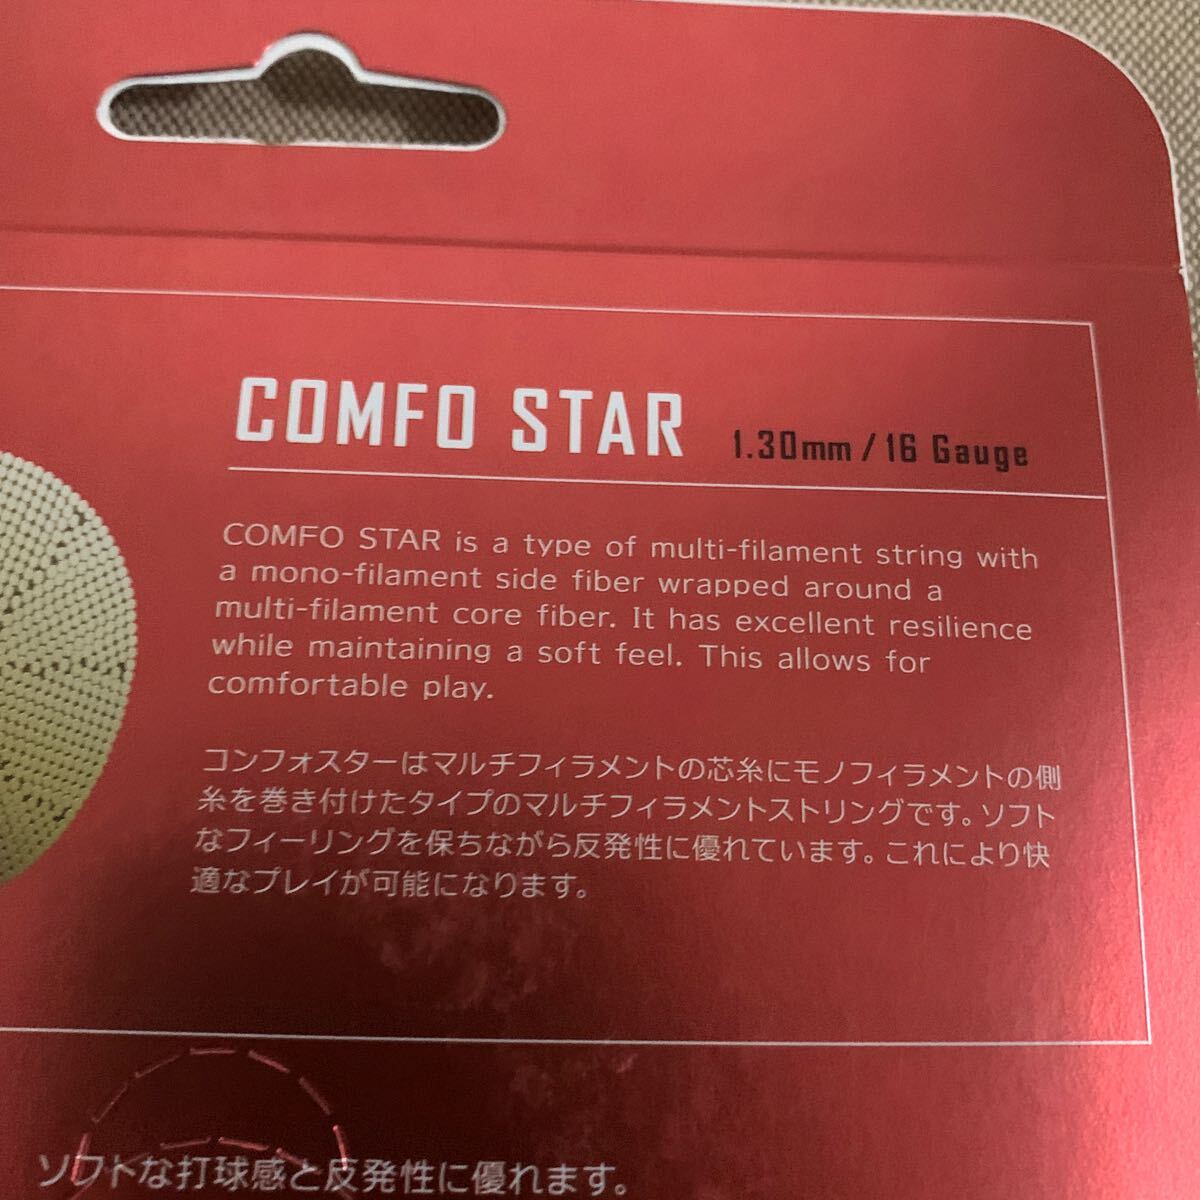 COMFO STAR 1.30mm / 16 Gauge
COMFO STAR is a type of multi-filament string with
a mono-filament side fiber wrapped around a
multi-filament core fiber. It has excellent resilience
while maintaining a soft feel. This allows for
comfortable play.
コンフォスターはマルチフィラメントの芯糸にモノフィラメントの側
糸を巻き付けたタイプのマルチフィラメントストリングです。ソフト
なフィーリングを保ちながら反発性に優れています。これにより快
適なプレイが可能になります。
ソフトな打球感と反発性に優れます。